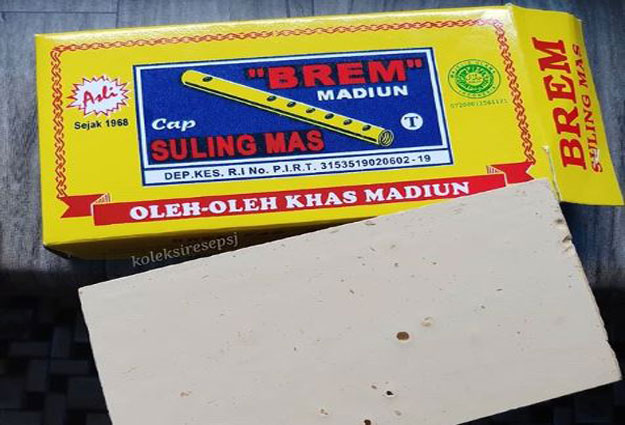 Asli
Sejak 1968
"BREM"
MADIUN
Cap
SULING MAS
T
DEP.KES. R.I No. P.I.R.T. 3153519020602 - 19
OLEH-OLEH KHAS MADIUN
BREM
SULING MAS
koleksiresepsj